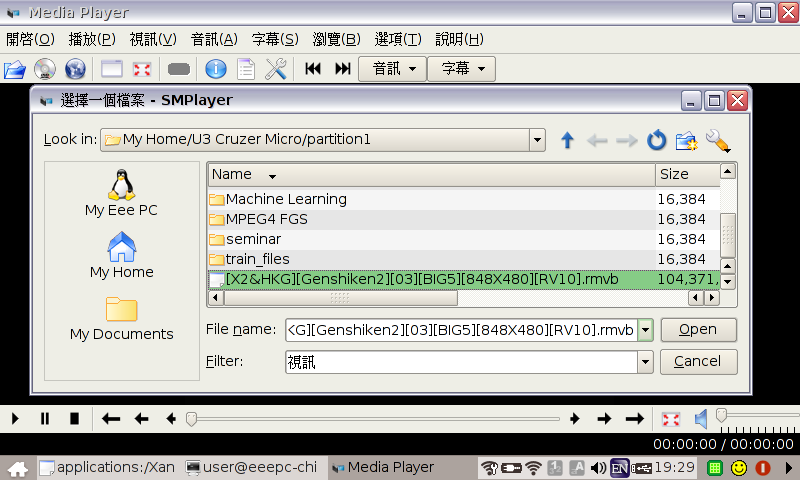 Media Player
開啓(O) 播放(P) 視訊(V) 音訊(A) 字幕(S) 瀏覽(B) 選項(T) 說明(H)
音訊 字幕
選擇一個檔案 - SMPlayer
Look in: My Home/U3 Cruzer Micro/partition1
My Eee PC
My Home
My Documents
Name Size
Machine Learning 16,384
MPEG4 FGS 16,384
seminar 16,384
train_files 16,384
[X2&HKG][Genshiken2][03][BIG5][848X480][RV10].rmvb 104,371,
File name: <G][Genshiken2][03][BIG5][848X480][RV10].rmvb Open
Filter: 視訊 Cancel
00:00:00 / 00:00:00
applications:/Xan user@eeepc-chi Media Player 1 A EN 19:29